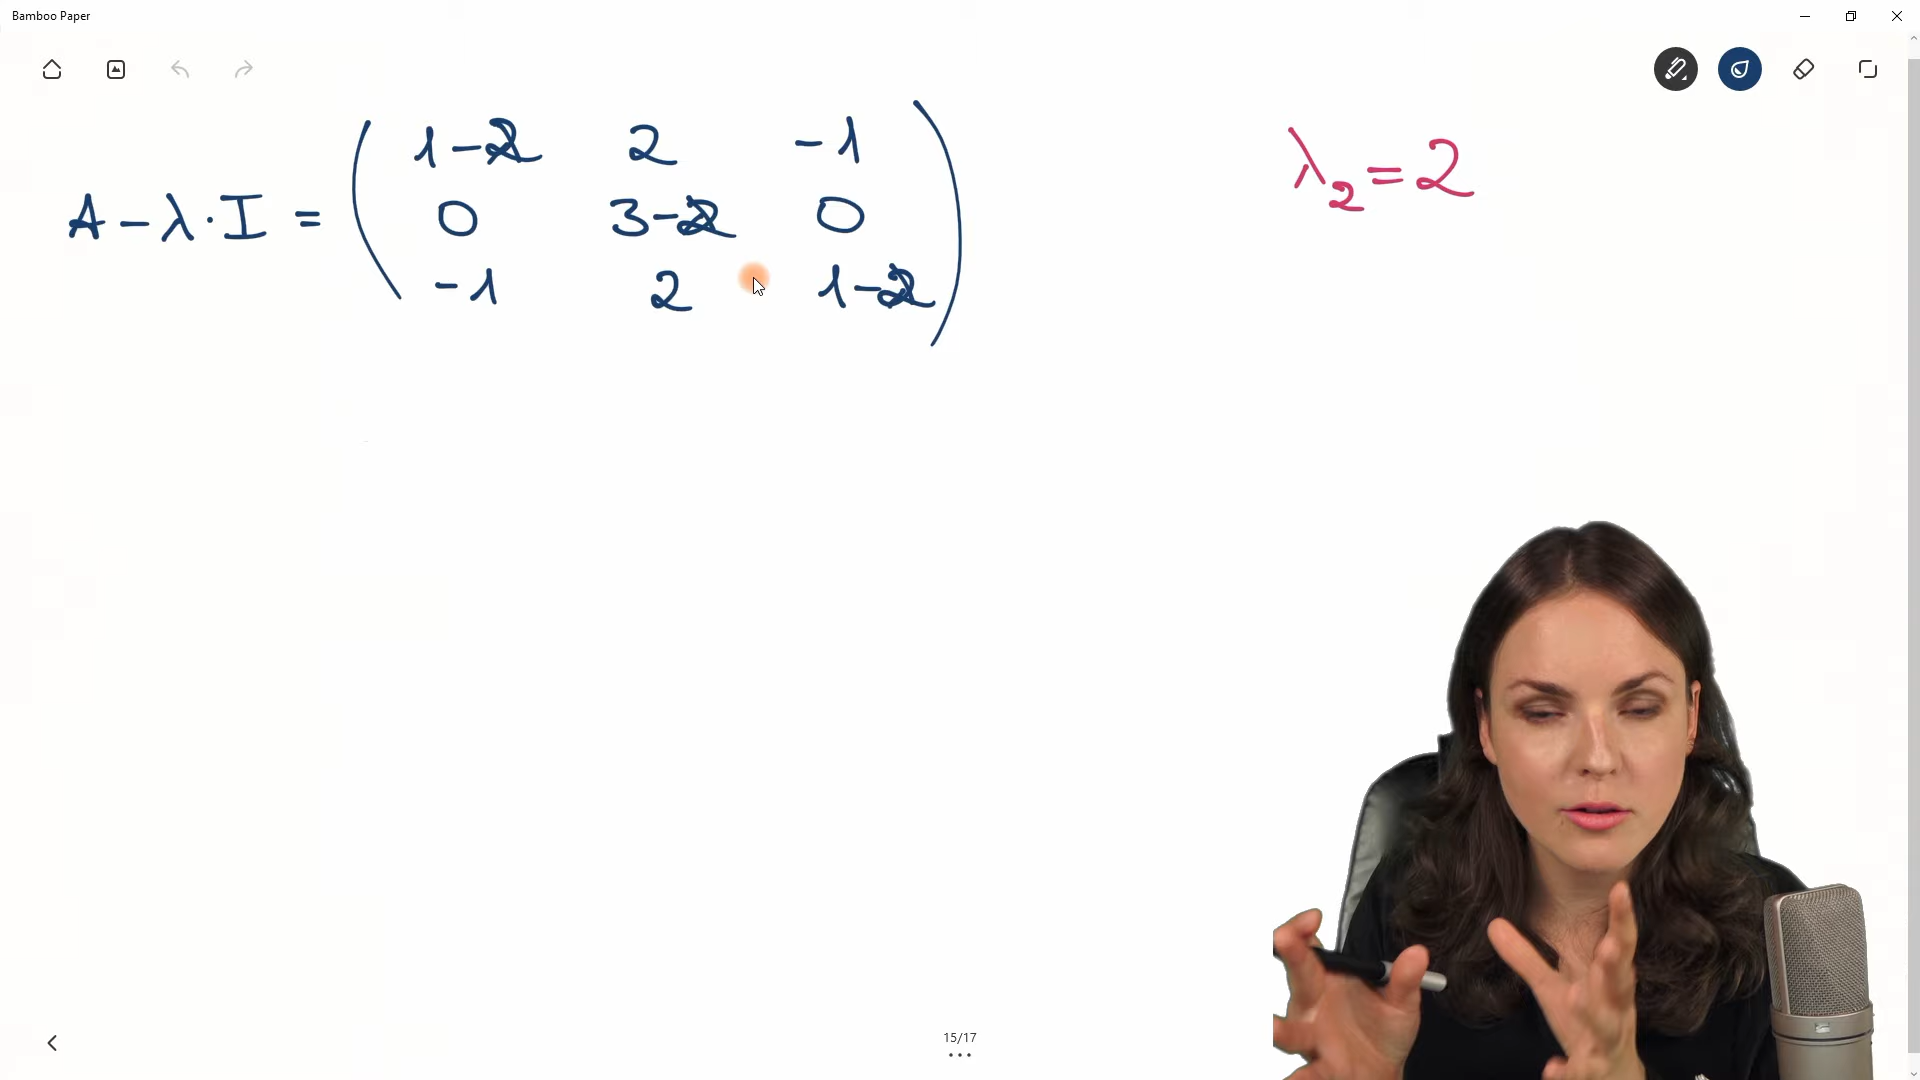 Bamboo Paper
1-2 2 -1
A - λ · I = 0 3-2 0
-1 2 1-2
λ₂ = 2
15/17